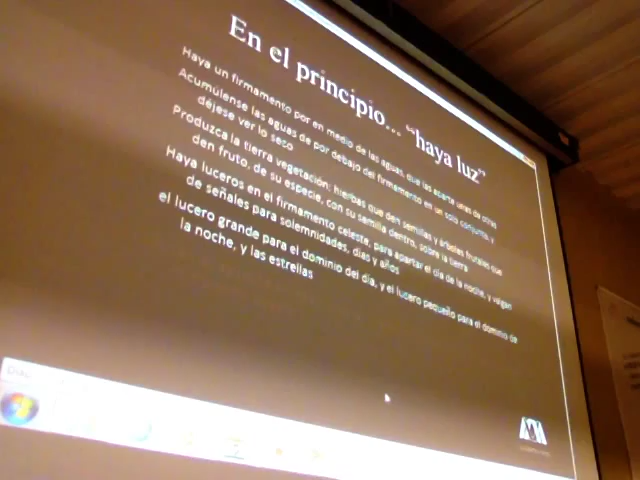 En el principio... "haya luz"
Haya un firmamento por en medio de las aguas, que las aparte unas de otras
Acumúlense las aguas de por debajo del firmamento en un solo conjunto, y
déjese ver lo seco
Produzca la tierra vegetación: hierbas que den semillas y árboles frutales que
den fruto, de su especie, con su semilla dentro, sobre la tierra
Haya luceros en el firmamento celeste, para apartar el día de la noche, y valgan
de señales para solemnidades, días y años
el lucero grande para el dominio del día, y el lucero pequeño para el dominio de
la noche, y las estrellas